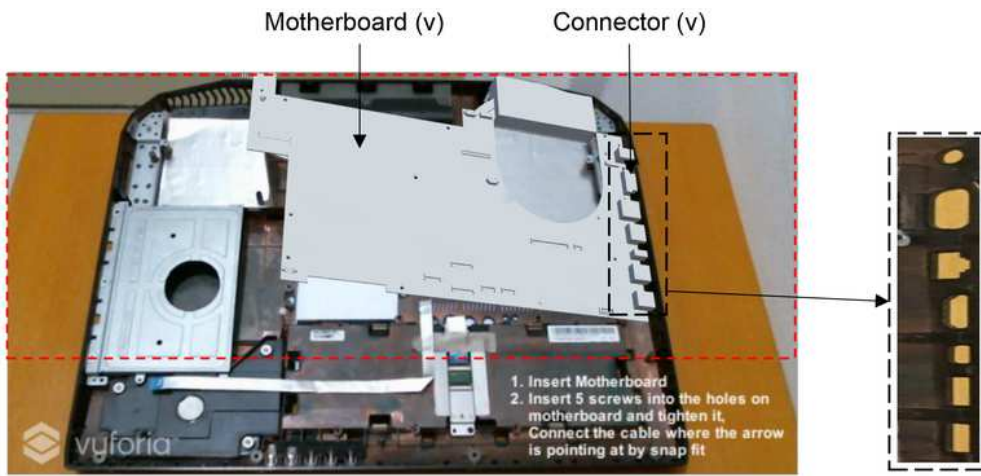 Motherboard (v)
Connector (v)
1. Insert Motherboard
2. Insert 5 screws into the holes on
motherboard and tighten it,
Connect the cable where the arrow
is pointing at by snap fit
vuforia